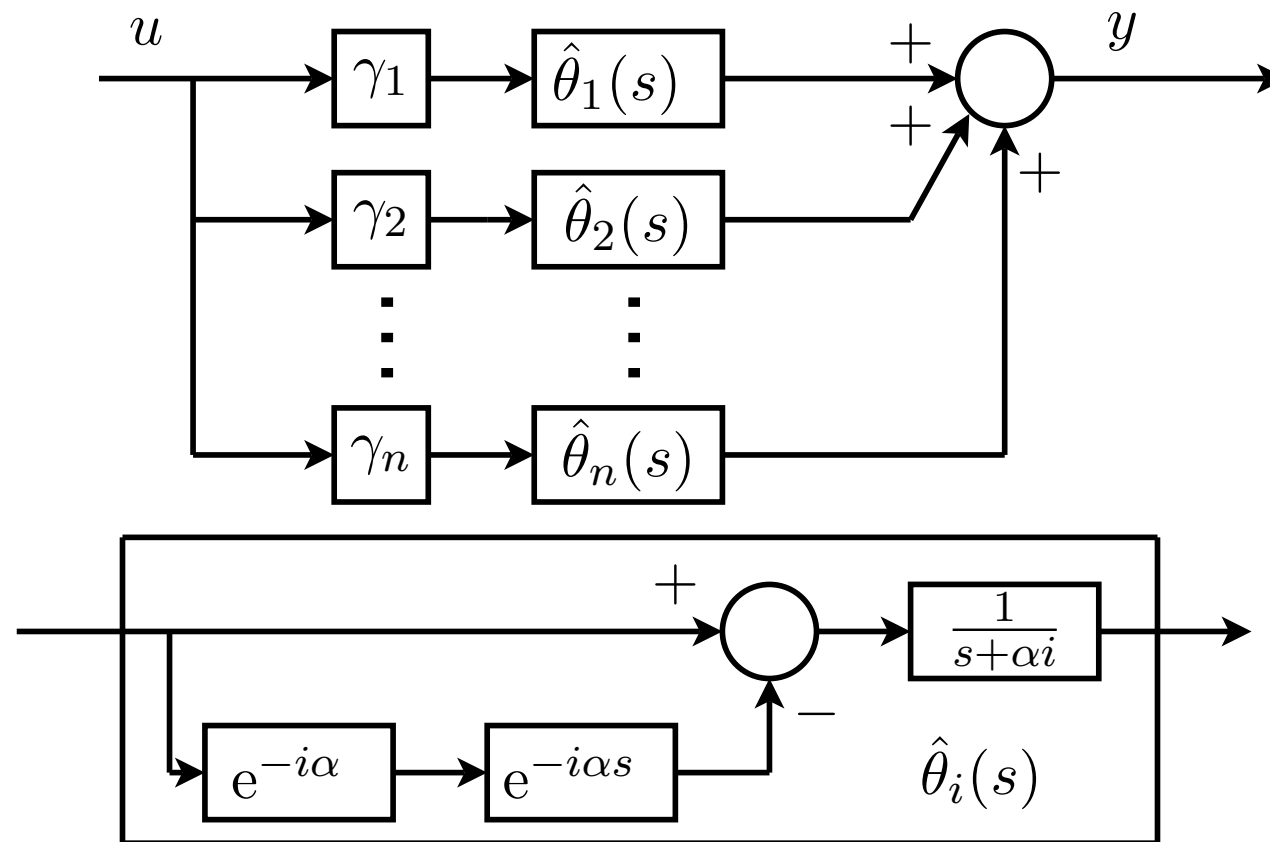 u
y
γ₁
θ̂₁(s)
+
+
+
γ₂
θ̂₂(s)
⋮ ⋮
γₙ
θ̂ₙ(s)
+
1/(s+αi)
−
e^{−iα}
e^{−iαs}
θ̂ᵢ(s)